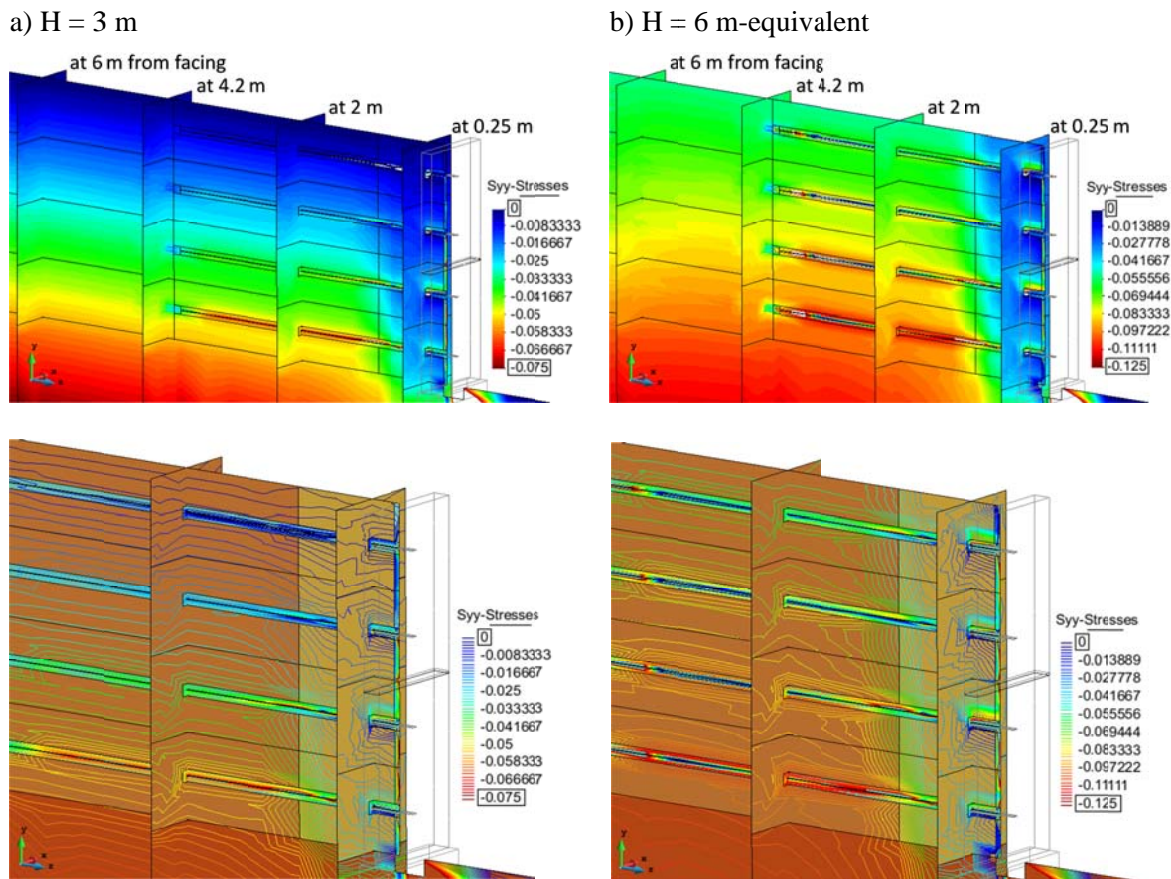 a) H = 3 m
b) H = 6 m-equivalent
at 6 m from facing
at 4.2 m
at 2 m
at 0.25 m
Syy-Stresses
0
-0.0083333
-0.016667
-0.025
-0.033333
-0.041667
-0.05
-0.058333
-0.066667
-0.075
y
x
at 6 m from facing
at 4.2 m
at 2 m
at 0.25 m
Syy-Stresses
0
-0.013889
-0.027778
-0.041667
-0.055556
-0.069444
-0.083333
-0.097222
-0.11111
-0.125
y
x
Syy-Stresses
0
-0.0083333
-0.016667
-0.025
-0.033333
-0.041667
-0.05
-0.058333
-0.066667
-0.075
y
x
Syy-Stresses
0
-0.013889
-0.027778
-0.041667
-0.055556
-0.069444
-0.083333
-0.097222
-0.11111
-0.125
y
x